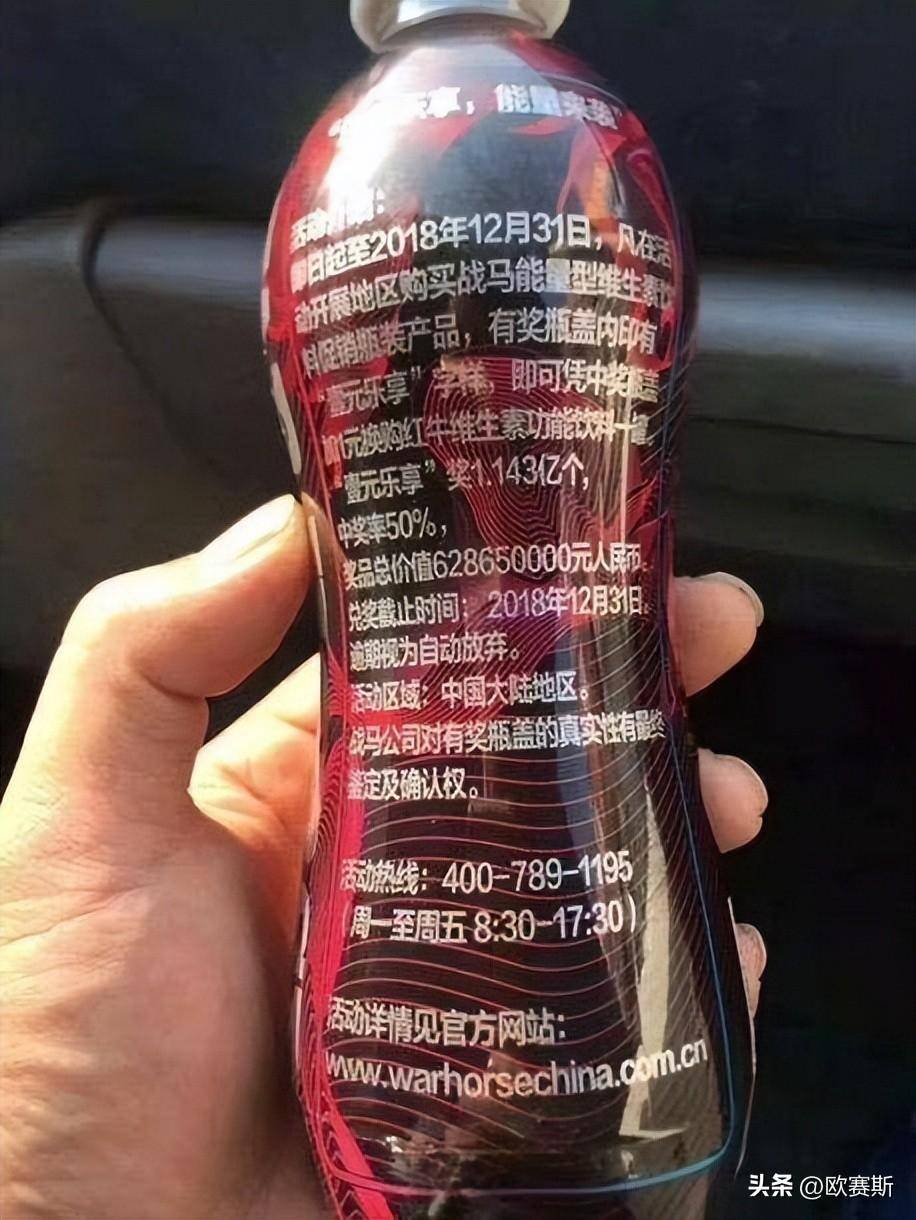 享，能量来袭”
活动日期：
即日起至2018年12月31日，凡在活
动开展地区购买战马能量型维生素饮
料促销瓶装产品，有奖瓶盖内印有
“壹元乐享”字样，即可凭中奖瓶盖
加1元换购红牛维生素功能饮料一罐。
“壹元乐享”奖1.143亿个，
中奖率50%，
奖品总价值628650000元人民币。
兑奖截止时间：2018年12月31日。
逾期视为自动放弃。
活动区域：中国大陆地区。
战马公司对有奖瓶盖的真实性有最终
鉴定及确认权。
活动热线：400-789-1195
（周一至周五 8:30-17:30）
活动详情见官方网站：
www.warhorsechina.com.cn
头条 @欧赛斯